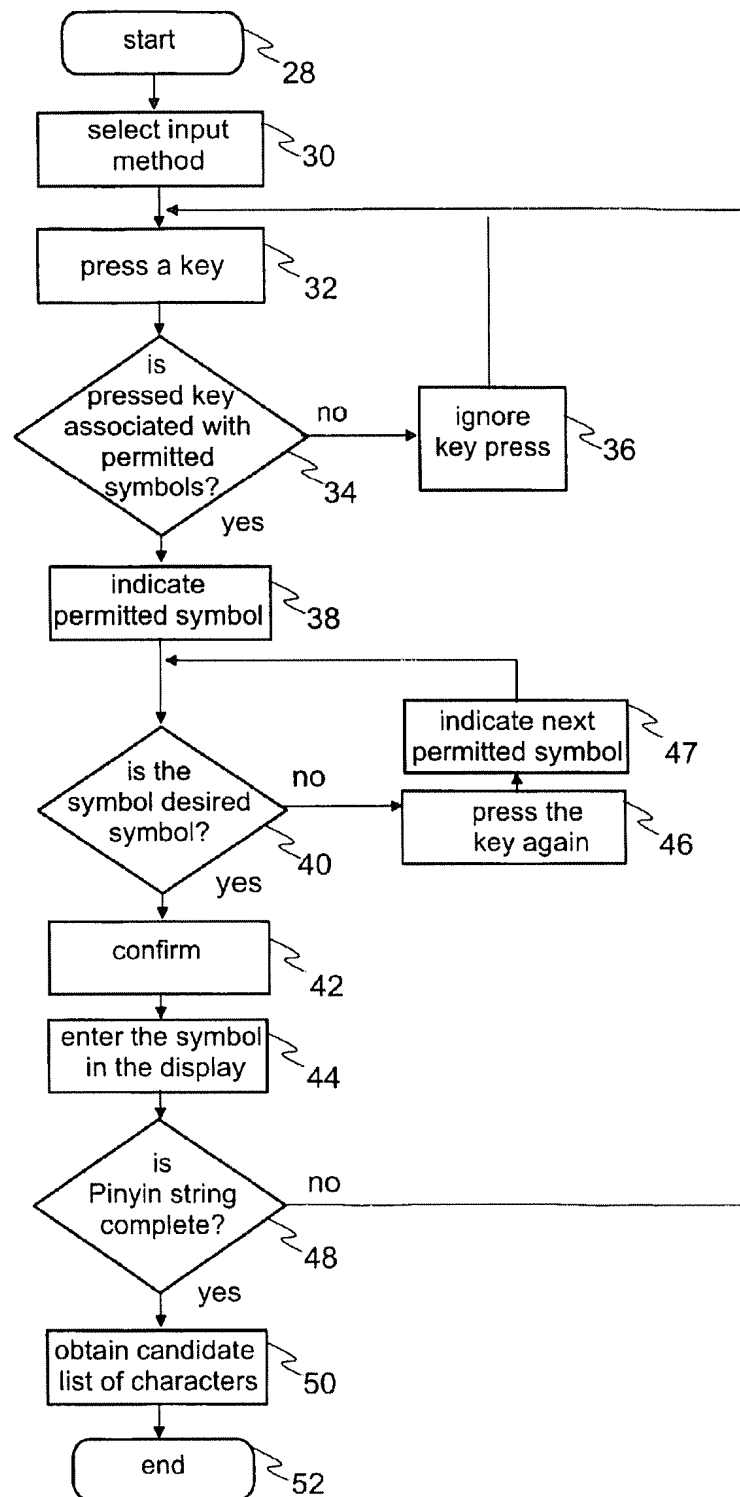 start
28
select input
method
30
press a key
32
is
pressed key
associated with
permitted
symbols?
34
no
ignore
key press
36
yes
indicate
permitted symbol
38
indicate next
permitted symbol
47
is the
symbol desired
symbol?
40
no
press the
key again
46
yes
confirm
42
enter the symbol
in the display
44
is
Pinyin string
complete?
48
no
yes
obtain candidate
list of characters
50
end
52